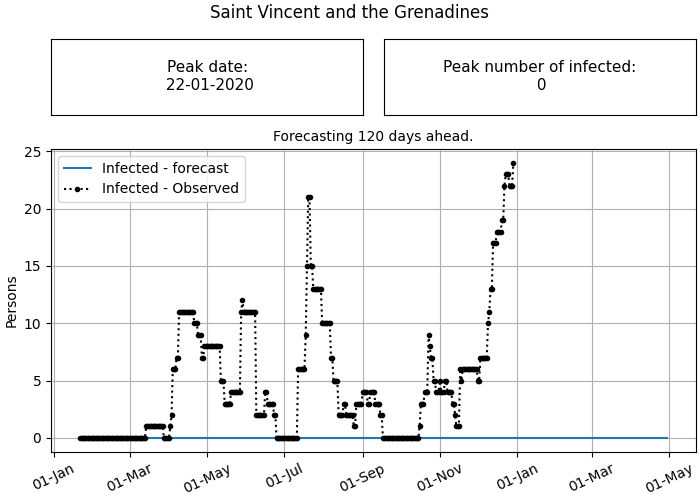 Saint Vincent and the Grenadines
Peak date:
22-01-2020
Peak number of infected:
0
Forecasting 120 days ahead.
Infected - forecast
Infected - Observed
Persons
25
20
15
10
5
0
01-Jan
01-Mar
01-May
01-Jul
01-Sep
01-Nov
01-Jan
01-Mar
01-May